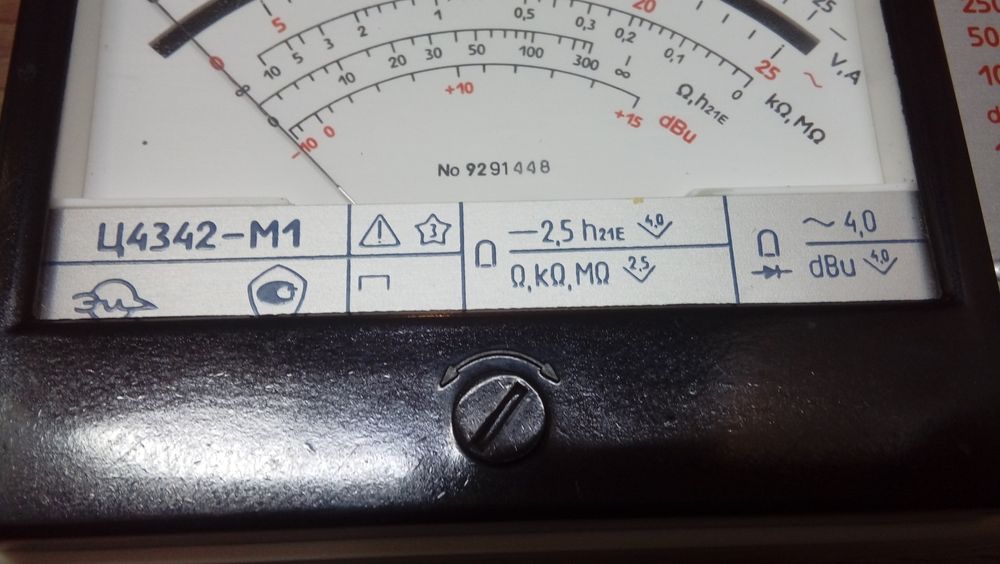 5 20 25
10 5 3 2 1 0,5 0,3 0,2 0,1 0
10 20 30 50 100 300 ∞
-10 0 +10 +15 dBu
25
V, A
~
kΩ, MΩ
Ω, h21E
No 9291448
Ц4342-М1
3
— 2,5 h21E 4,0
Ω, kΩ, MΩ 2,5
~ 4,0
dBu 4,0
50